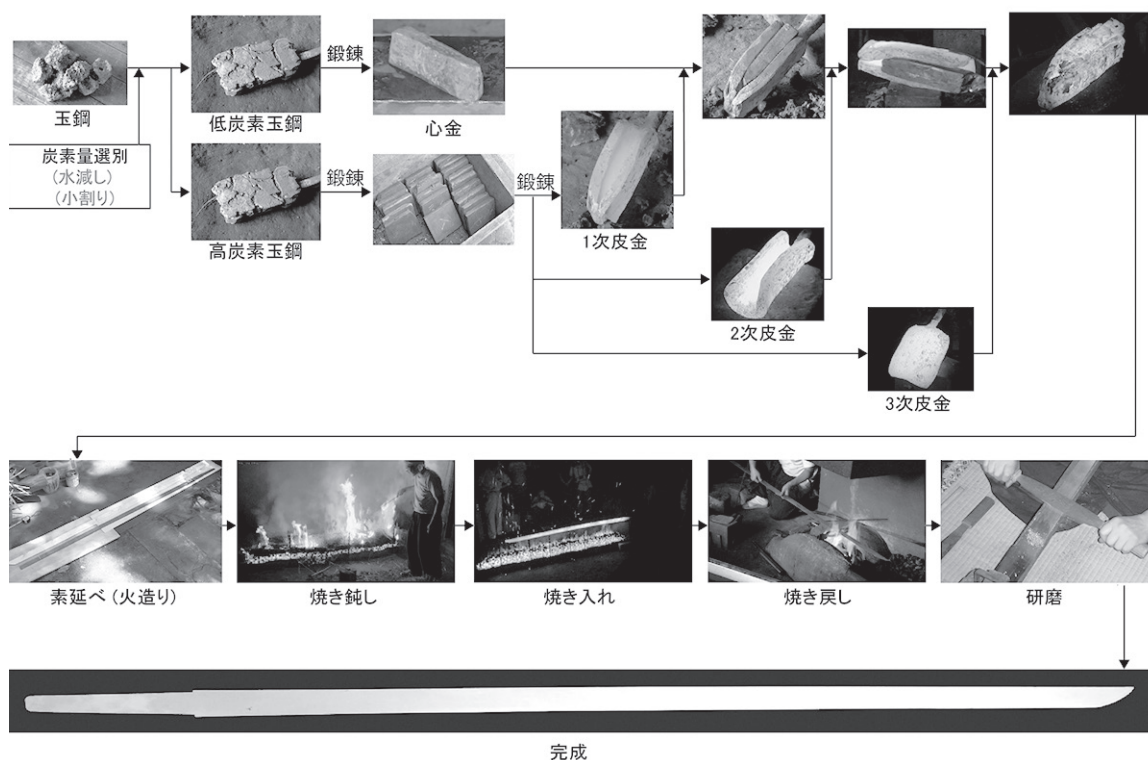 玉鋼
炭素量選別
(水減し)
(小割り)
低炭素玉鋼
鍛錬
心金
高炭素玉鋼
鍛錬
鍛錬
1次皮金
2次皮金
3次皮金
素延べ(火造り)
焼き鈍し
焼き入れ
焼き戻し
研磨
完成